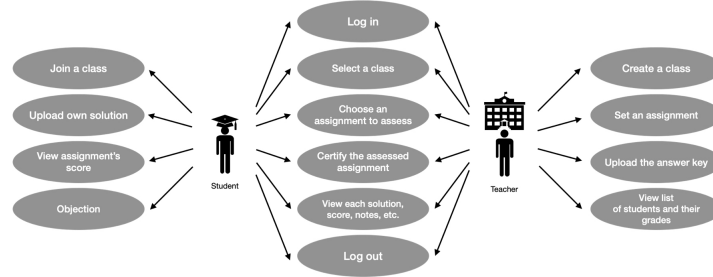 Log in
Join a class
Select a class
Create a class
Upload own solution
Choose an
assignment to assess
Set an assignment
View assignment's
score
Certify the assessed
assignment
Upload the answer key
Student
Teacher
Objection
View each solution,
score, notes, etc.
View list
of students and their
grades
Log out